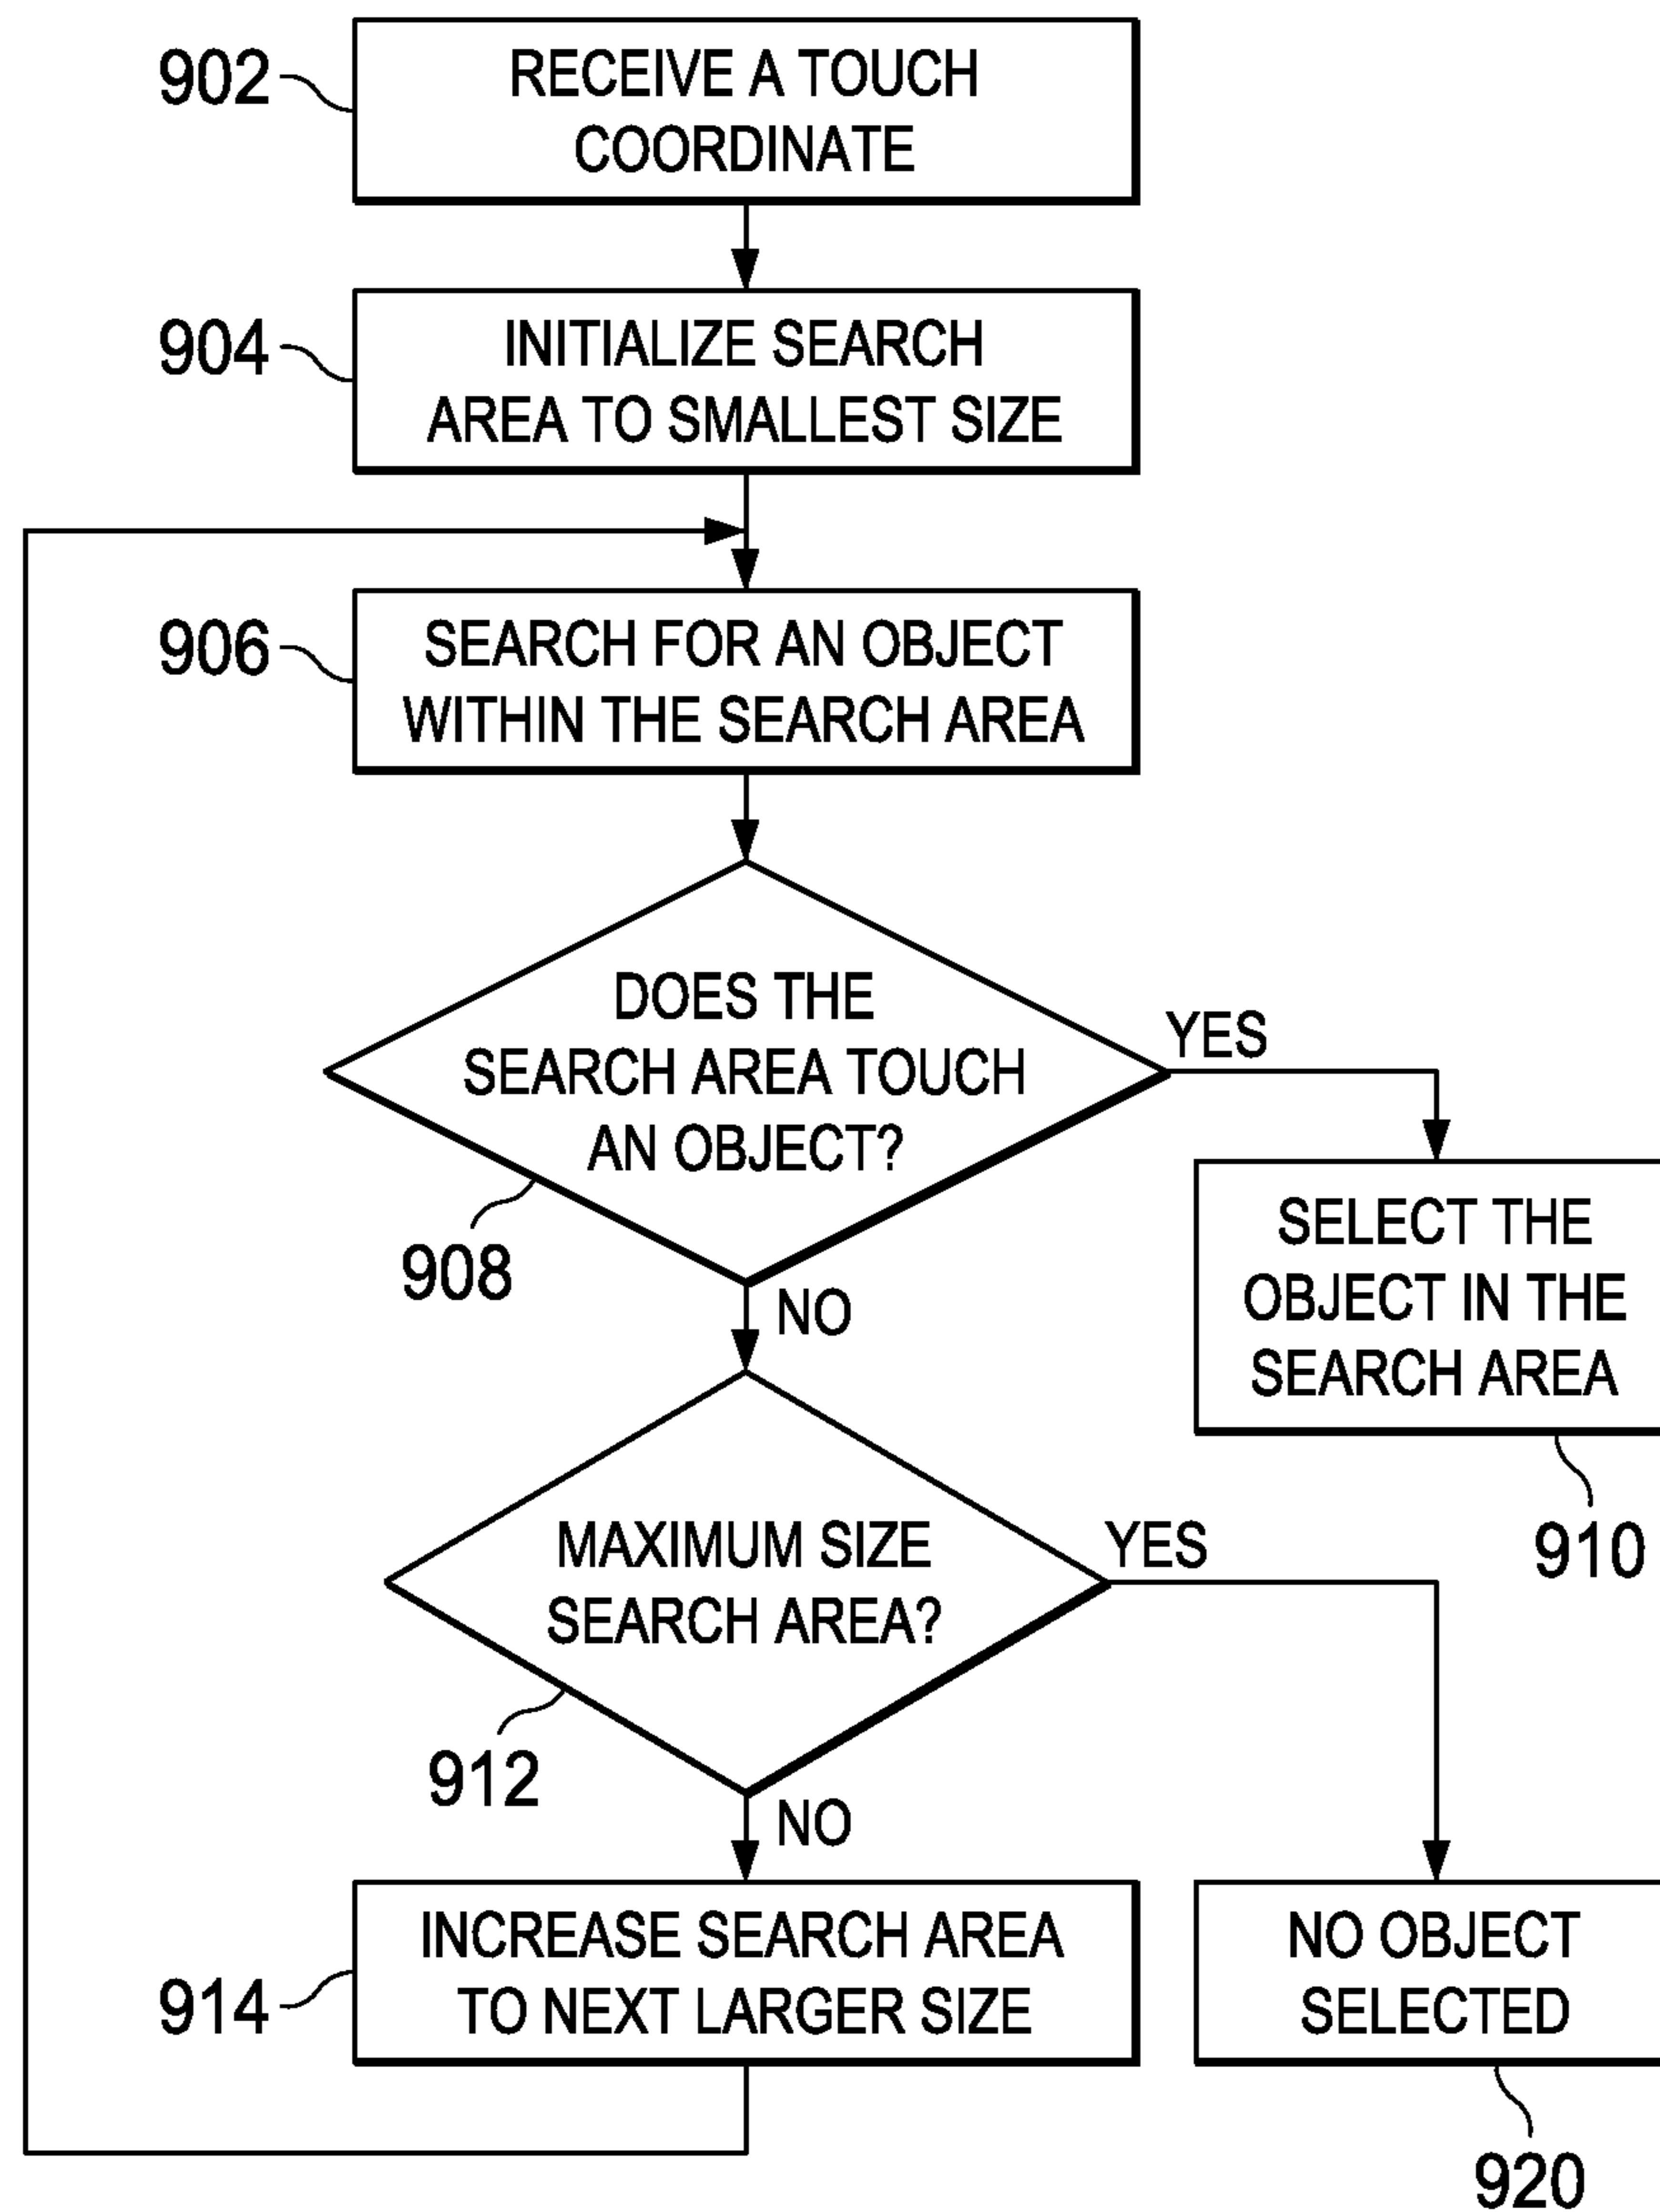 902
RECEIVE A TOUCH
COORDINATE
904
INITIALIZE SEARCH
AREA TO SMALLEST SIZE
906
SEARCH FOR AN OBJECT
WITHIN THE SEARCH AREA
DOES THE
SEARCH AREA TOUCH
AN OBJECT?
908
YES
NO
SELECT THE
OBJECT IN THE
SEARCH AREA
910
MAXIMUM SIZE
SEARCH AREA?
912
YES
NO
914
INCREASE SEARCH AREA
TO NEXT LARGER SIZE
NO OBJECT
SELECTED
920